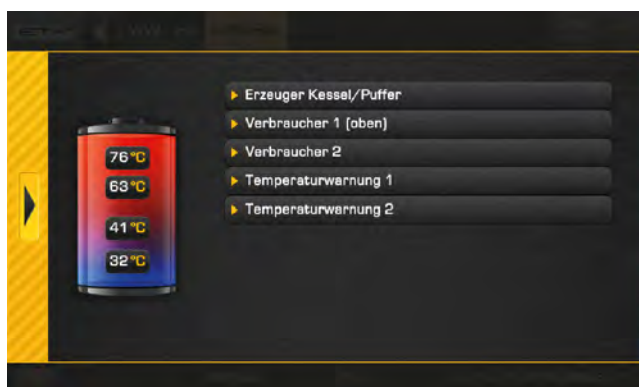 Erzeuger Kessel/Puffer
Verbraucher 1 (oben)
Verbraucher 2
Temperaturwarnung 1
Temperaturwarnung 2
76°C
63°C
41°C
32°C